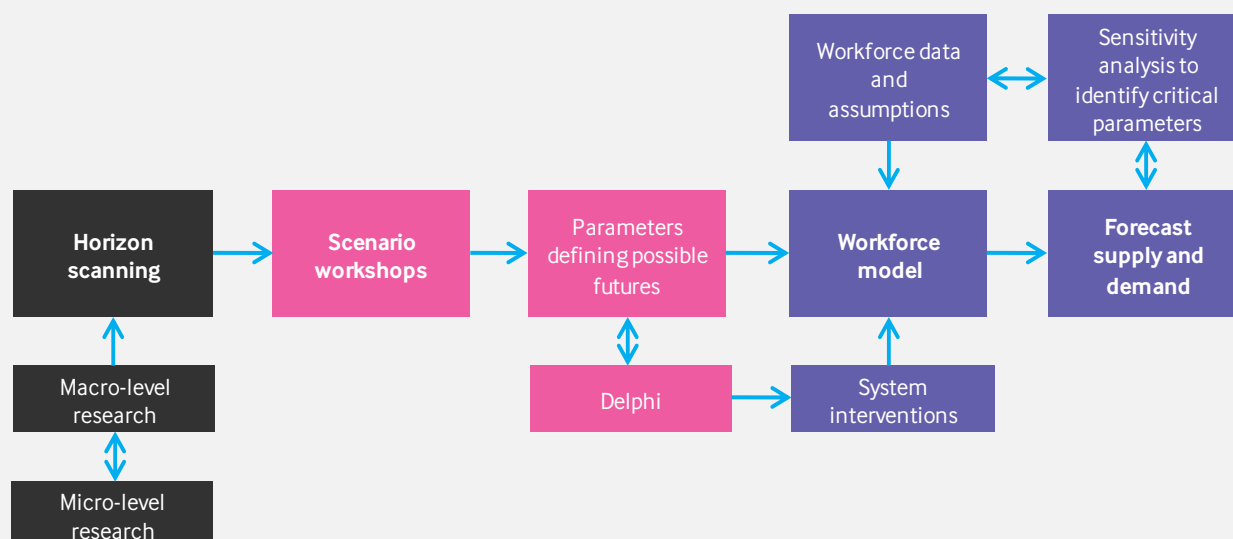 Workforce data
and
assumptions
Sensitivity
analysis to
identify critical
parameters
Horizon
scanning
Scenario
workshops
Parameters
defining possible
futures
Workforce
model
Forecast
supply and
demand
Macro-level
research
Delphi
System
interventions
Micro-level
research